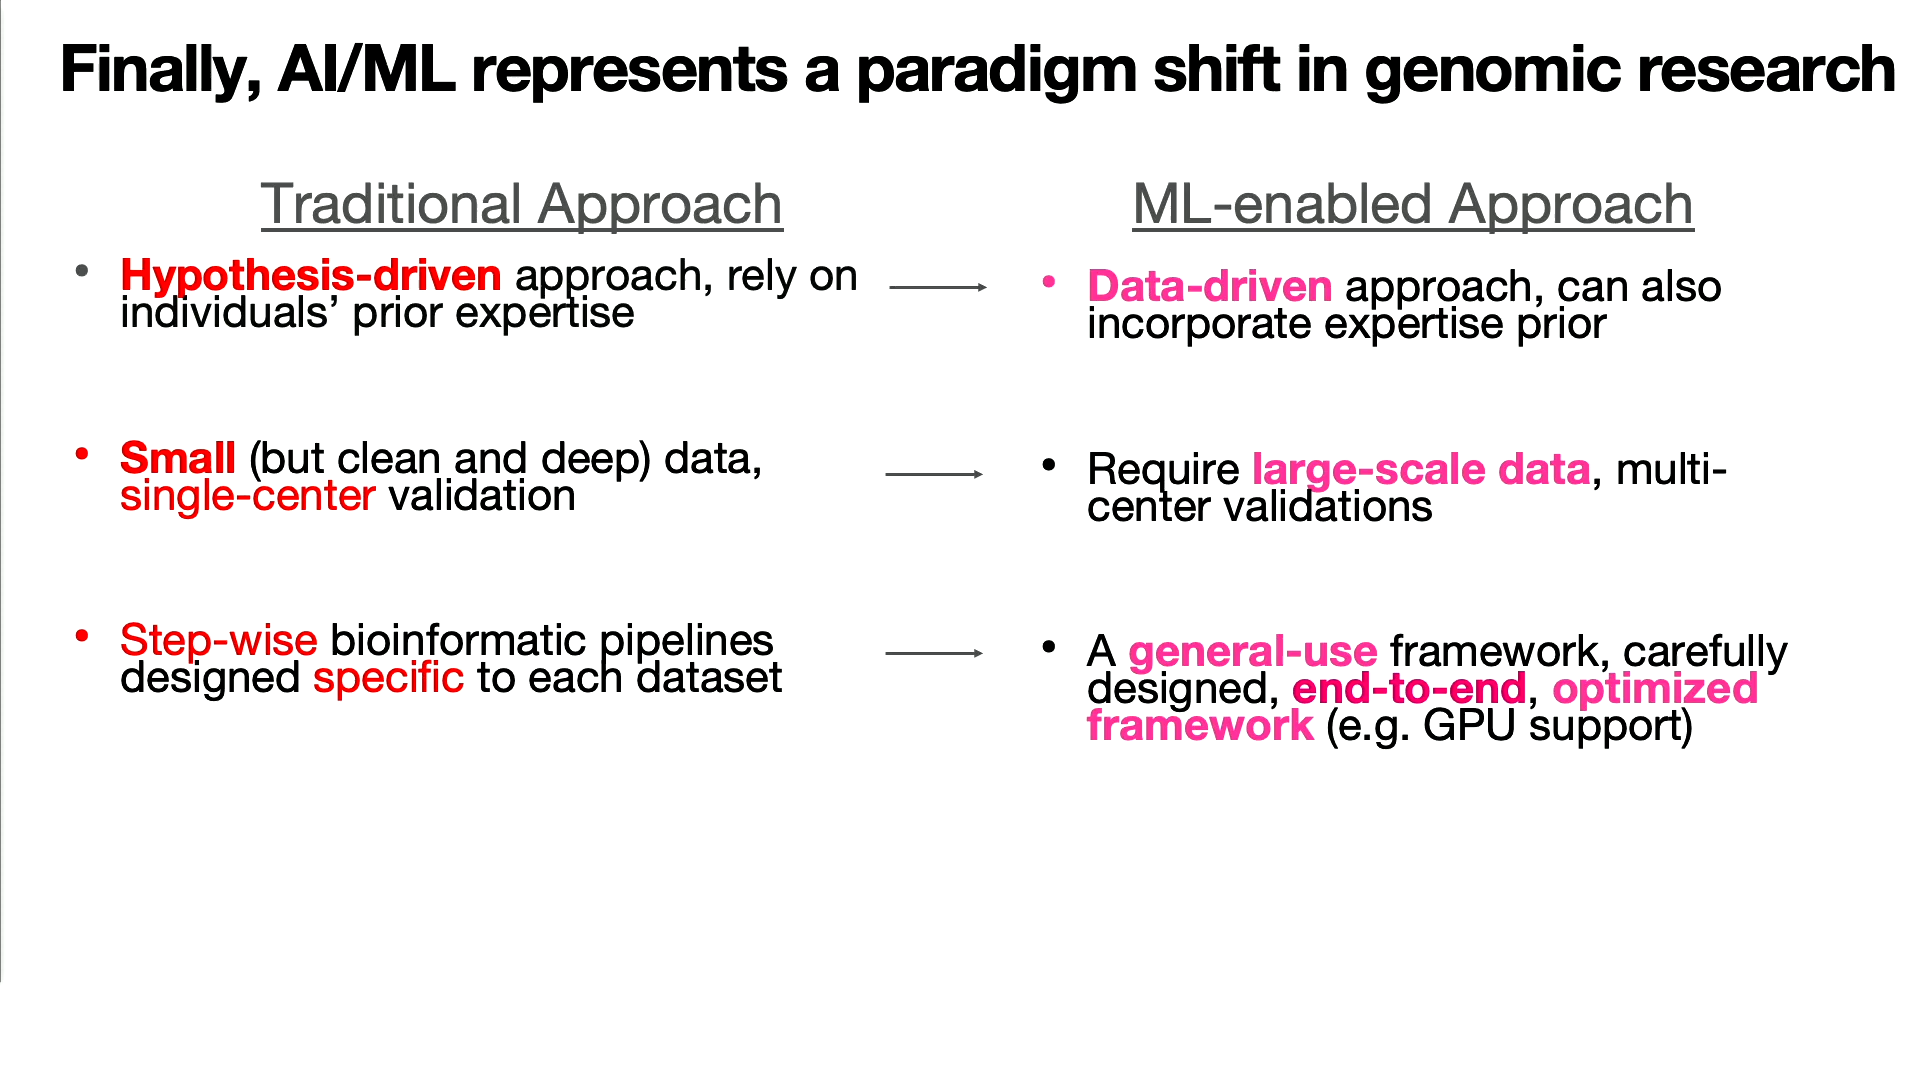 Finally, AI/ML represents a paradigm shift in genomic research
Traditional Approach
• Hypothesis-driven approach, rely on
individuals’ prior expertise
• Small (but clean and deep) data,
single-center validation
• Step-wise bioinformatic pipelines
designed specific to each dataset
ML-enabled Approach
• Data-driven approach, can also
incorporate expertise prior
• Require large-scale data, multi-
center validations
• A general-use framework, carefully
designed, end-to-end, optimized
framework (e.g. GPU support)